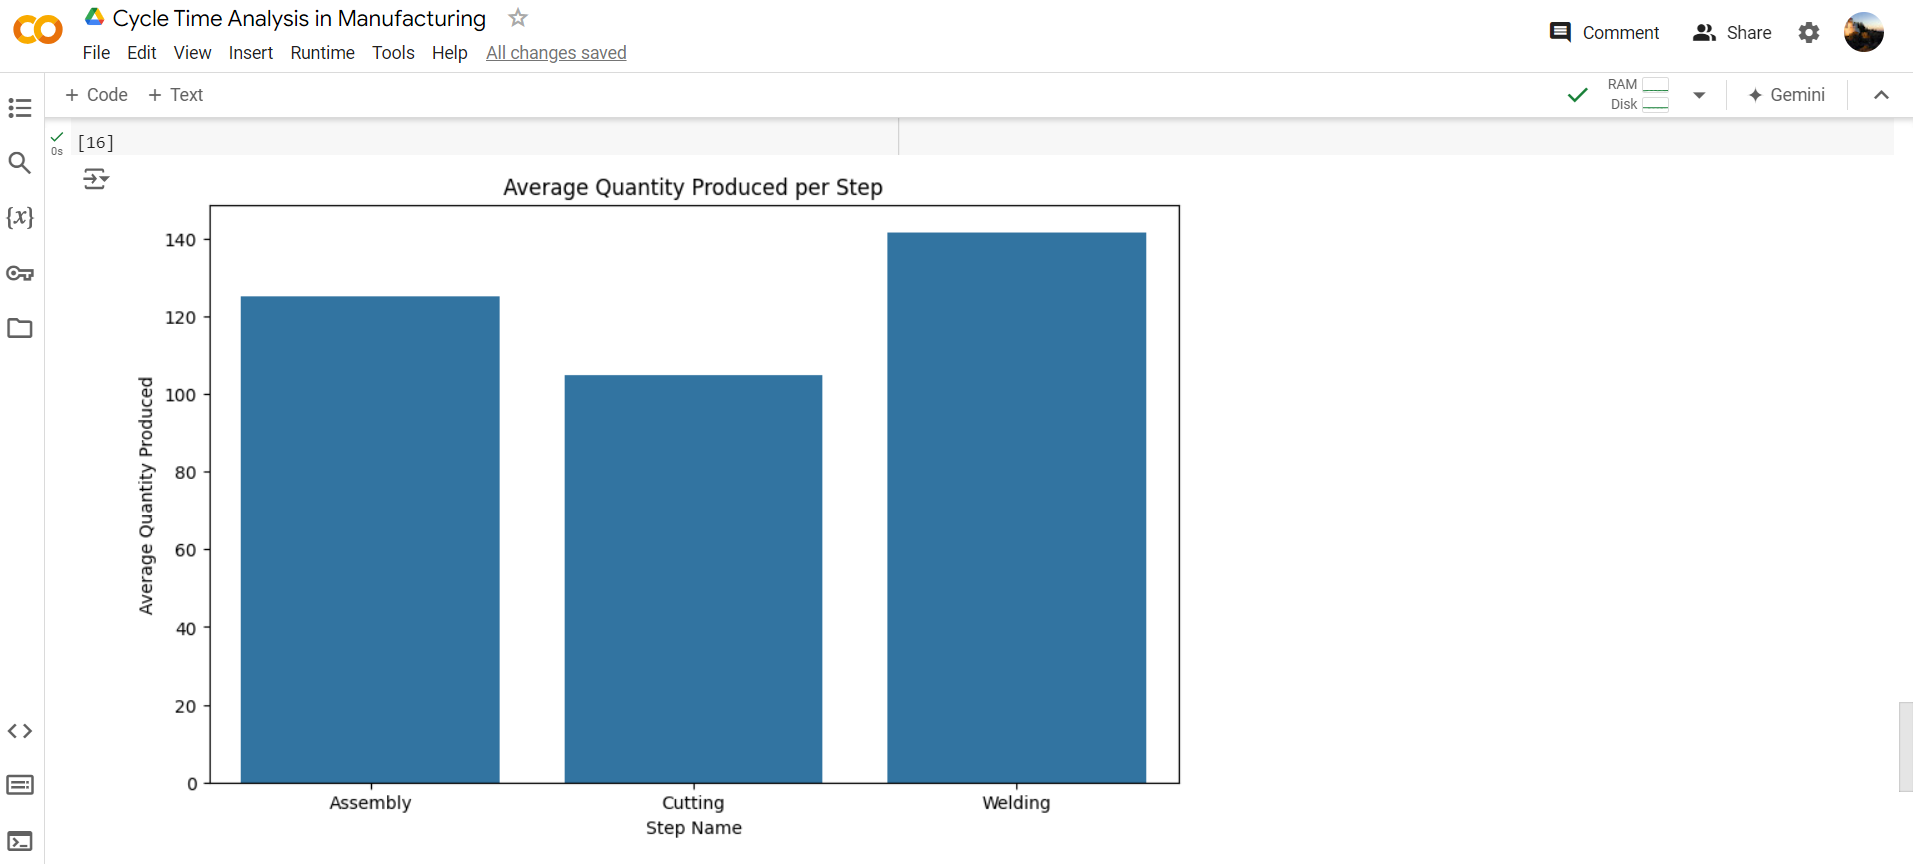 Cycle Time Analysis in Manufacturing
File Edit View Insert Runtime Tools Help All changes saved
Comment
Share
+ Code + Text
RAM
Disk
Gemini
0s
[16]
{x}
Average Quantity Produced per Step
Average Quantity Produced
140
120
100
80
60
40
20
0
Assembly Cutting Welding
Step Name